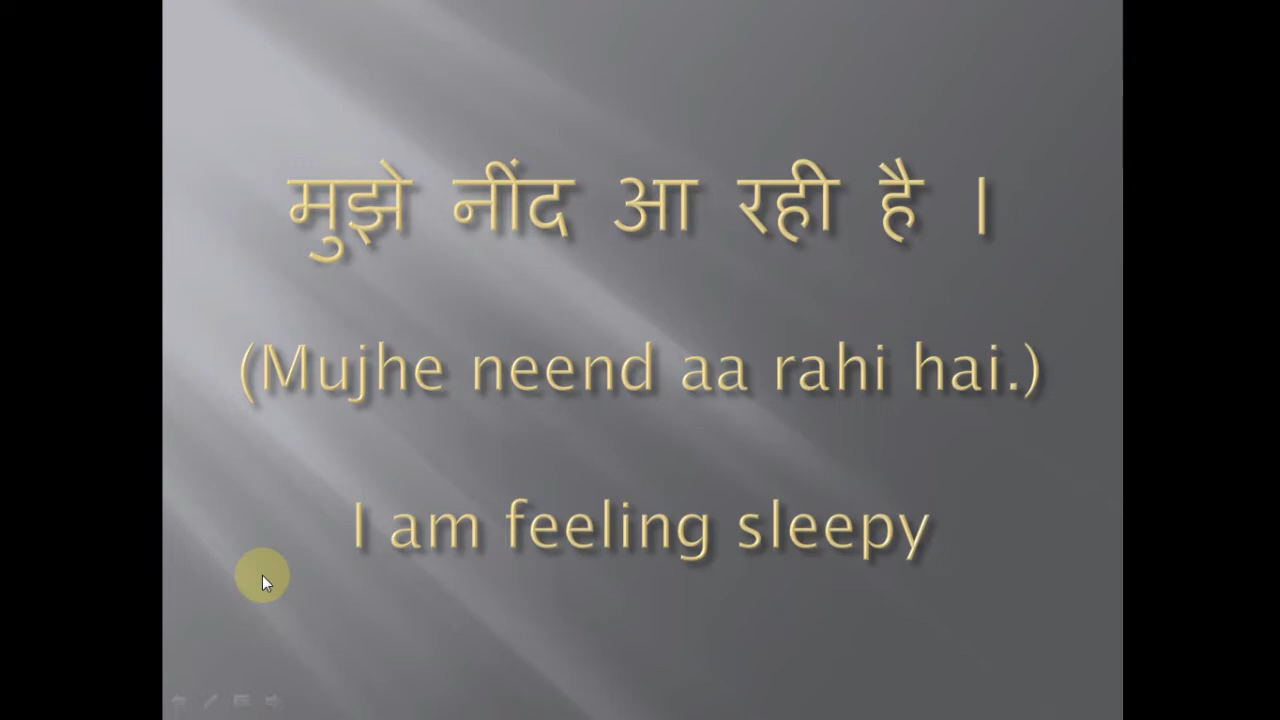 मुझे नींद आ रही है ।
(Mujhe neend aa rahi hai.)
I am feeling sleepy